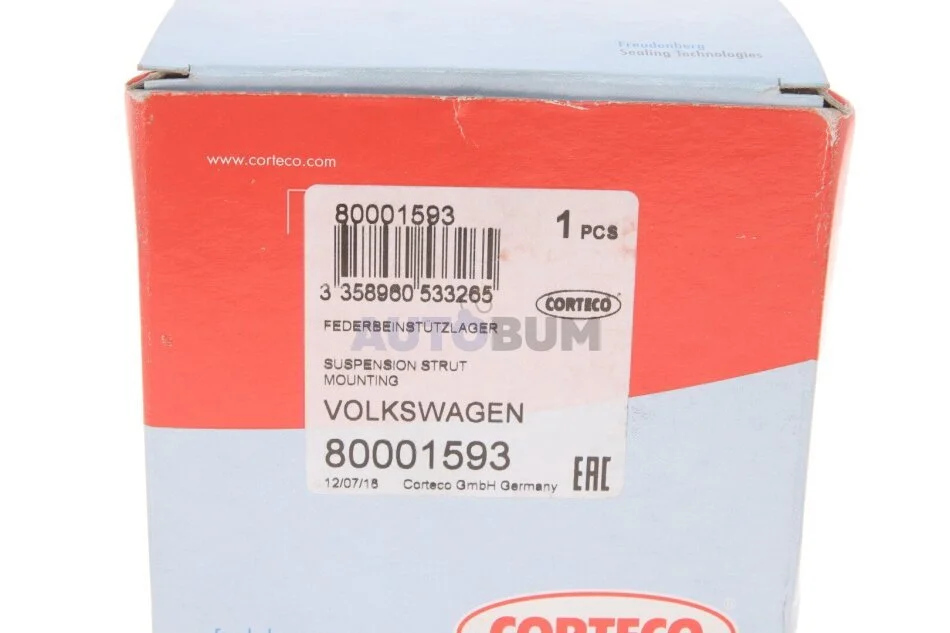 Freudenberg
Sealing Technologies
www.corteco.com
80001593
1 PCS
3 358960 533265
CORTECO
FEDERBEINSTÜTZLAGER
AUTOBUM
SUSPENSION STRUT
MOUNTING
VOLKSWAGEN
80001593
EAC
12/07/18 Corteco GmbH Germany
CORTECO